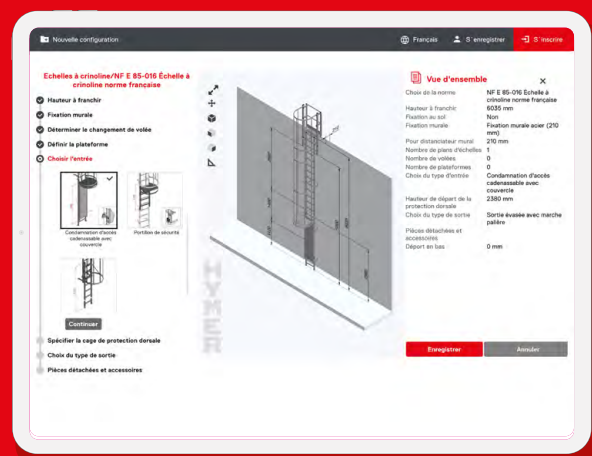 Nouvelle configuration
Français
S´enregistrer
S´inscrire
Echelles à crinoline/NF E 85-016 Échelle à
crinoline norme française
Hauteur à franchir
Fixation murale
Déterminer le changement de volée
Définir la plateforme
Choisir l'entrée
Condamnation d'accès
cadenassable avec
couvercle
Portillon de sécurité
Continuer
Spécifier la cage de protection dorsale
Choix du type de sortie
Pièces détachées et accessoires
HYMER
Vue d'ensemble
Choix de la norme NF E 85-016 Échelle à
crinoline norme française
Hauteur à franchir 6035 mm
Fixation au sol Non
Fixation murale Fixation murale acier (210
mm)
Pour distanciateur mural 210 mm
Nombre de plans d'échelles 1
Nombre de volées 0
Nombre de plateformes 0
Choix du type d'entrée Condamnation d'accès
cadenassable avec
couvercle
Hauteur de départ de la 2380 mm
protection dorsale
Choix du type de sortie Sortie évasée avec marche
palière
Pièces détachées et
accessoires
Départ en bas 0 mm
Enregistrer
Annuler